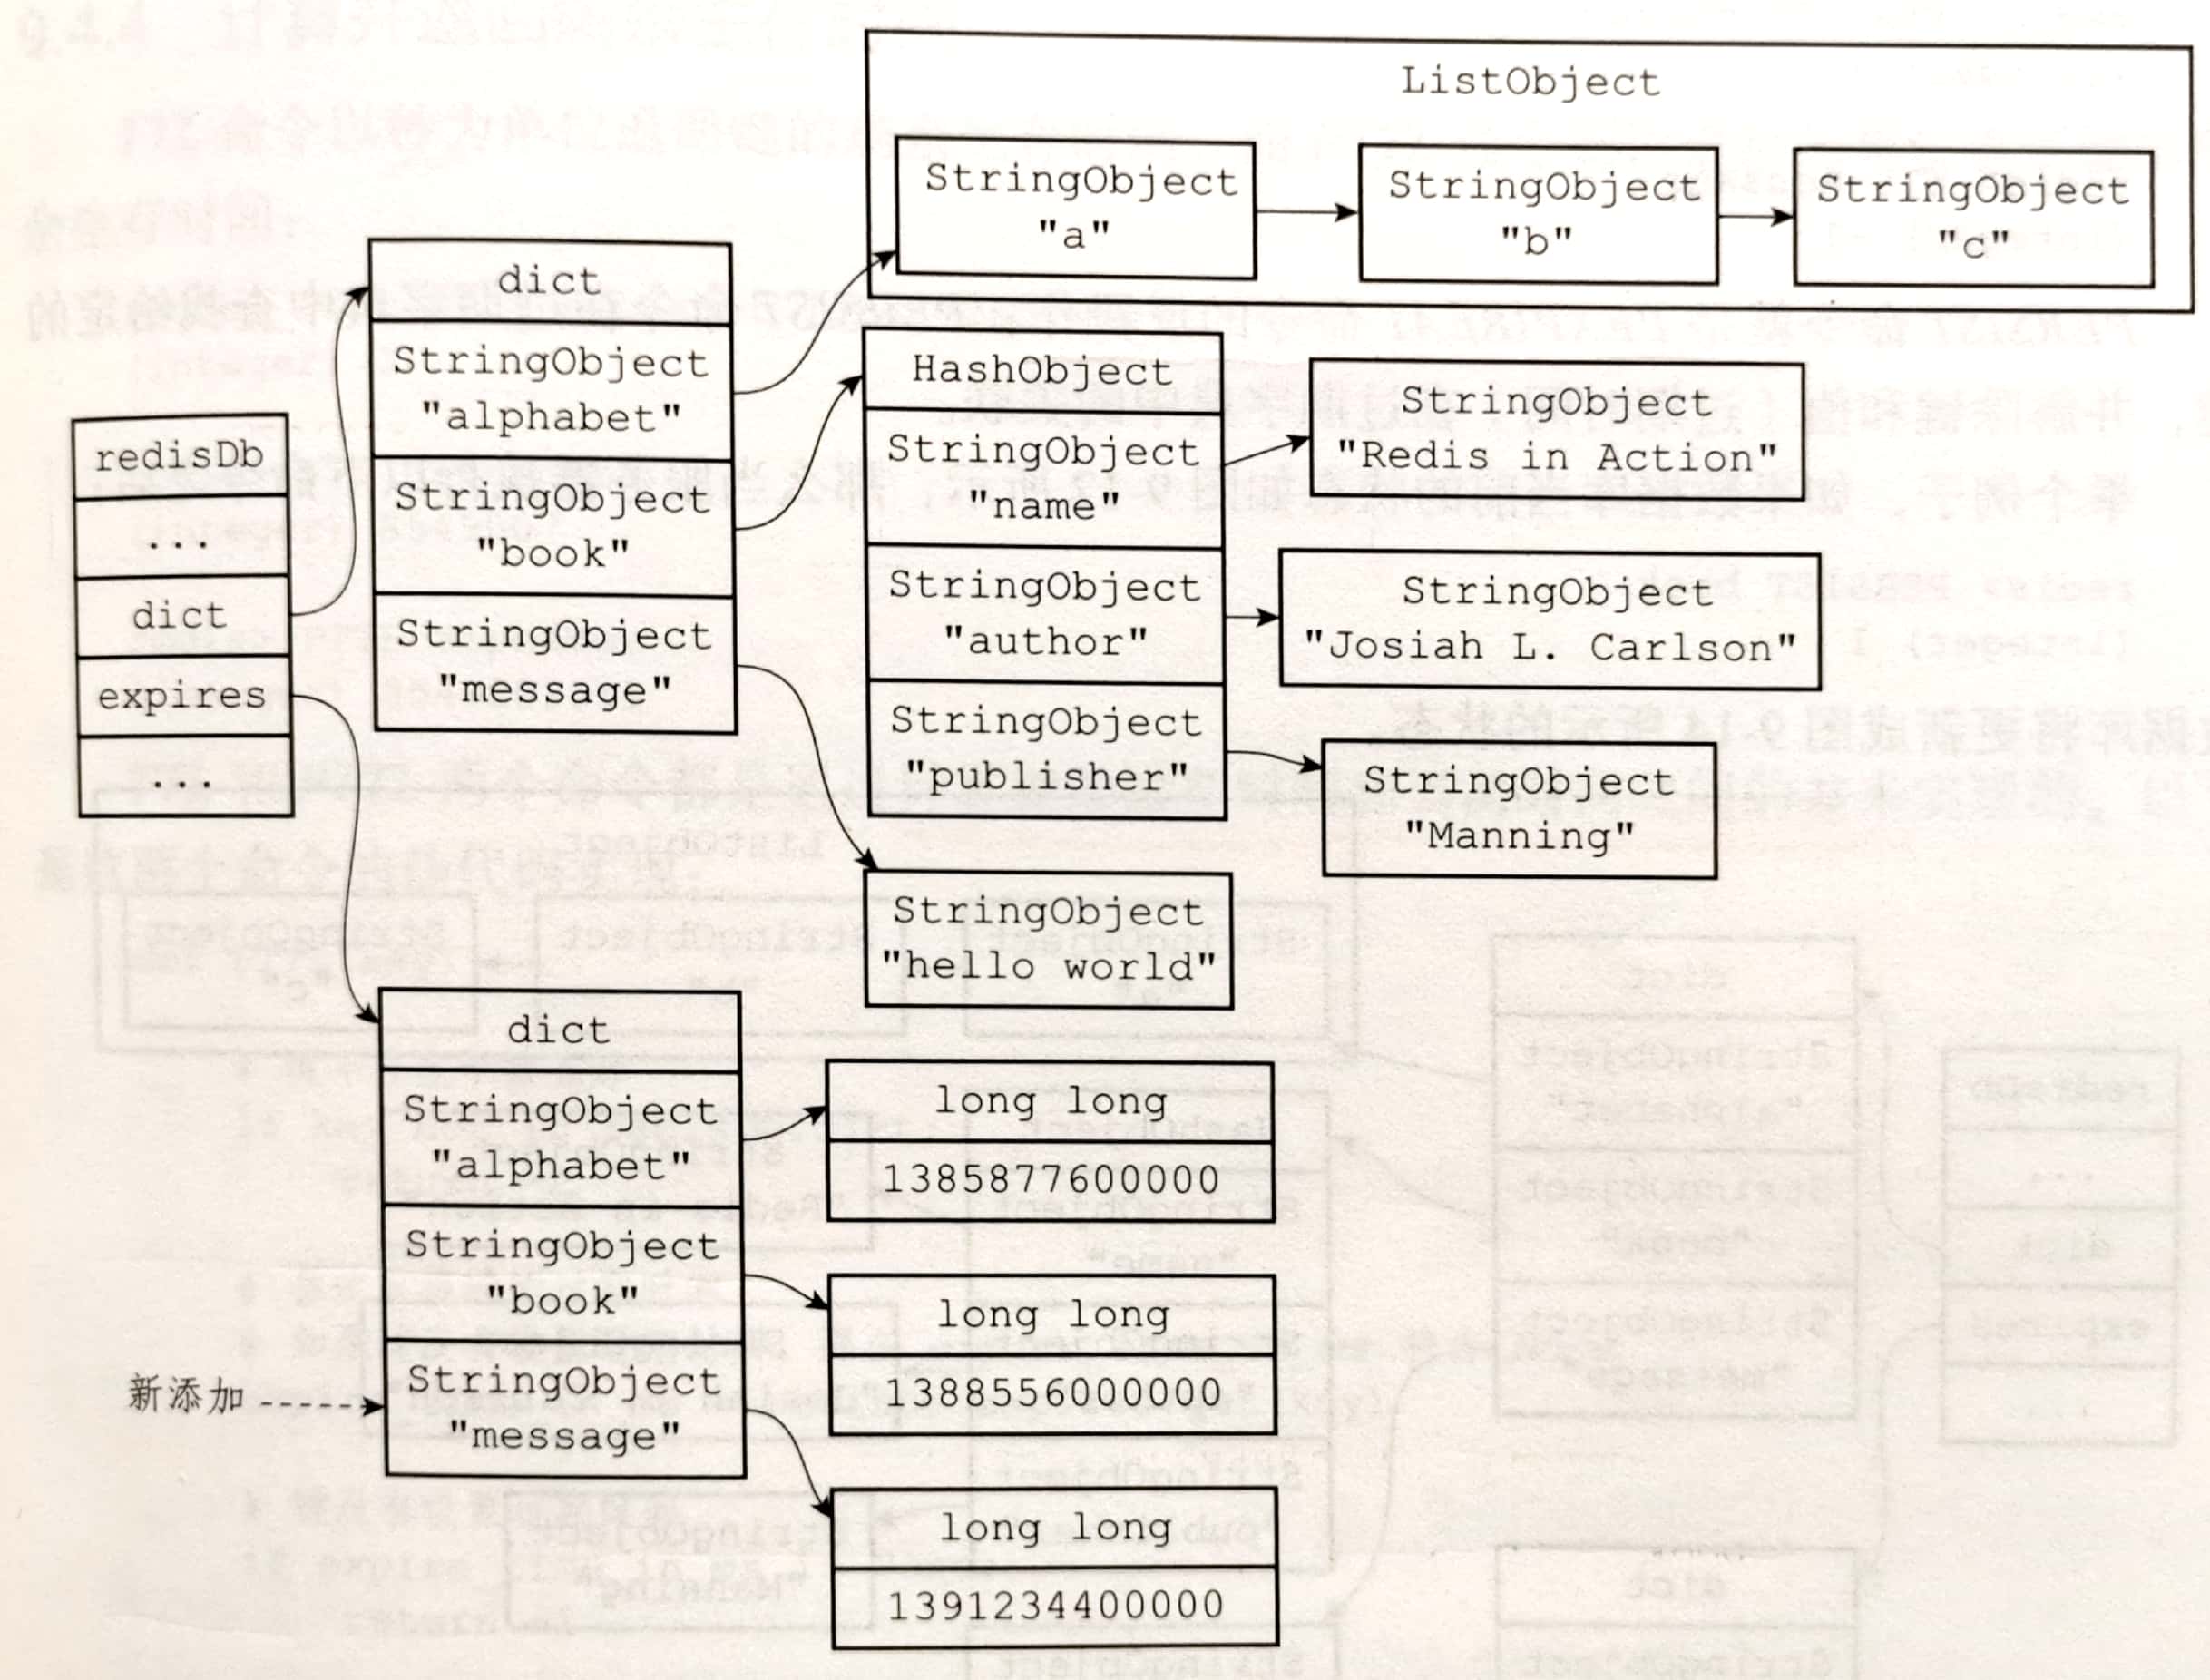 ListObject
StringObject
"a"
StringObject
"b"
StringObject
"c"
redisDb
...
dict
expires
...
dict
StringObject
"alphabet"
StringObject
"book"
StringObject
"message"
HashObject
StringObject
"name"
StringObject
"author"
StringObject
"publisher"
StringObject
"Redis in Action"
StringObject
"Josiah L. Carlson"
StringObject
"Manning"
StringObject
"hello world"
dict
StringObject
"alphabet"
StringObject
"book"
新添加
StringObject
"message"
long long
1385877600000
long long
1388556000000
long long
1391234400000